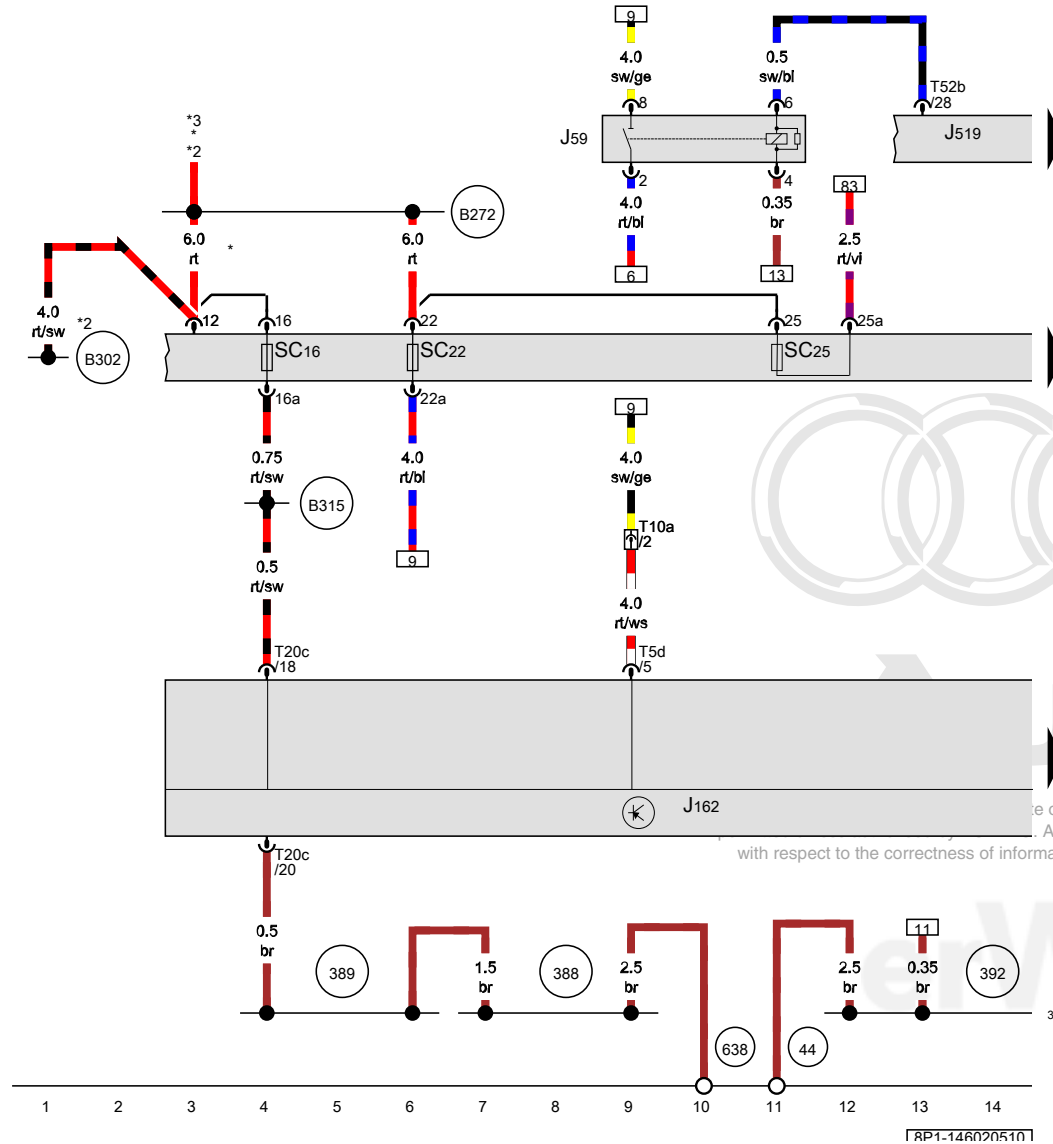 9
4.0
sw/ge
8
0.5
sw/bl
6
T52b
/28
J59
J519
*3
*
*2
2
4
83
B272
6.0
rt
*
6.0
rt
4.0
rt/bl
0.35
br
2.5
rt/vi
6
13
4.0
rt/sw
*2
B302
12
16
22
25
25a
SC16
SC22
SC25
16a
22a
9
0.75
rt/sw
4.0
rt/bl
4.0
sw/ge
B315
T10a
/2
0.5
rt/sw
9
4.0
rt/ws
T20c
/18
T5d
/5
J162
with respect to the correctness of informa
T20c
/20
0.5
br
389
1.5
br
388
2.5
br
2.5
br
11
0.35
br
392
3
638
44
1 2 3 4 5 6 7 8 9 10 11 12 13 14
8P1-146020510